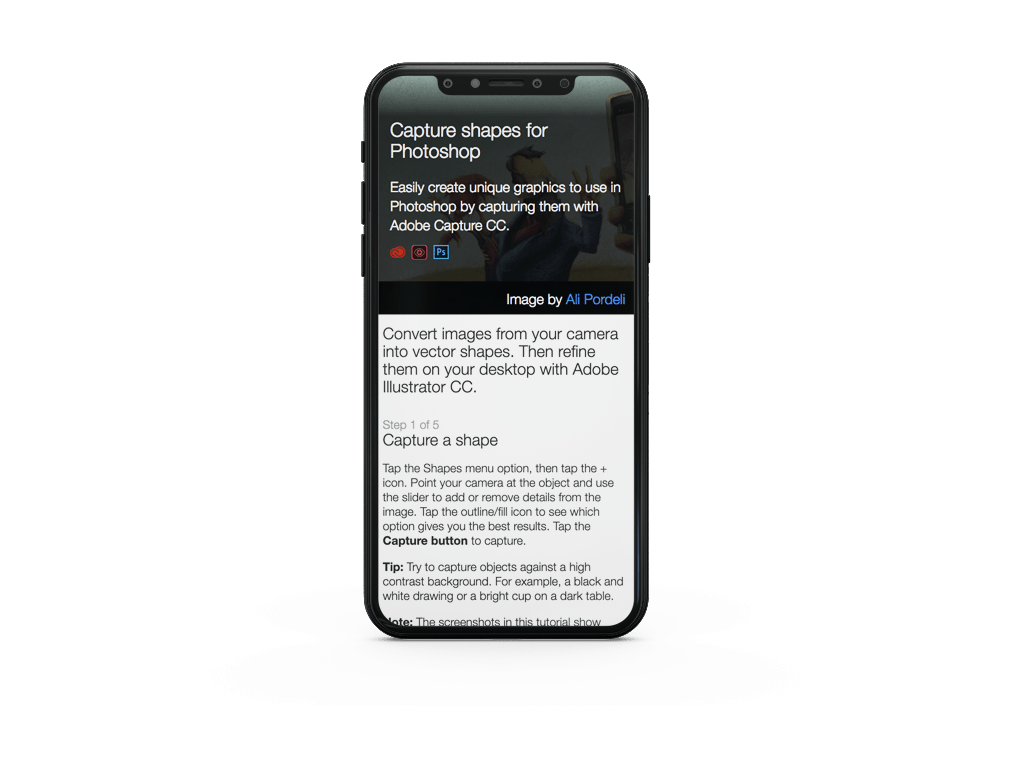 Capture shapes for
Photoshop
Easily create unique graphics to use in
Photoshop by capturing them with
Adobe Capture CC.
Ps
Image by Ali Pordeli
Convert images from your camera
into vector shapes. Then refine
them on your desktop with Adobe
Illustrator CC.
Step 1 of 5
Capture a shape
Tap the Shapes menu option, then tap the +
icon. Point your camera at the object and use
the slider to add or remove details from the
image. Tap the outline/fill icon to see which
option gives you the best results. Tap the
Capture button to capture.
Tip: Try to capture objects against a high
contrast background. For example, a black and
white drawing or a bright cup on a dark table.
Note: The screenshots in this tutorial show